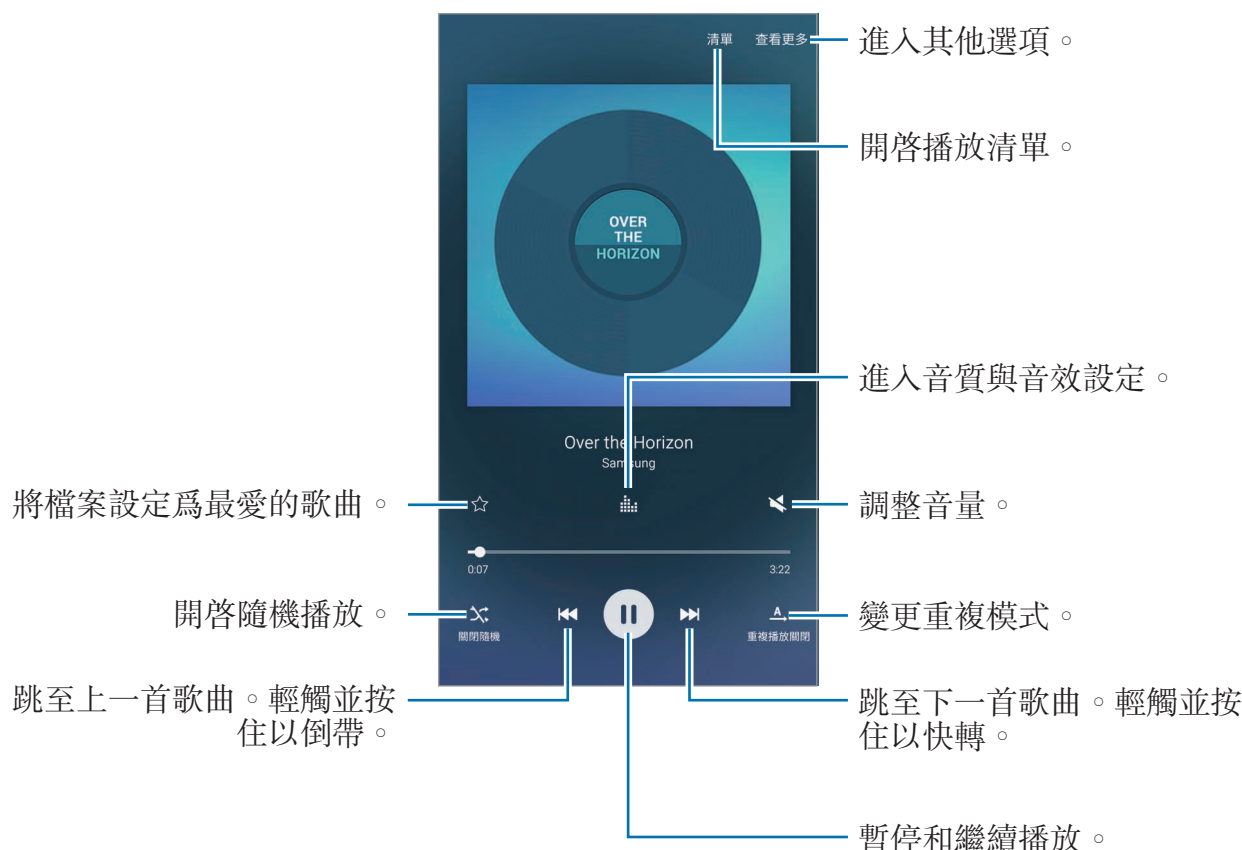 清單 查看更多
進入其他選項。
開啓播放清單。
OVER
THE
HORIZON
進入音質與音效設定。
Over the Horizon
Samsung
將檔案設定爲最愛的歌曲。
調整音量。
0:07 3:22
開啓隨機播放。
變更重複模式。
關閉隨機
A
重複播放關閉
跳至上一首歌曲。輕觸並按
住以倒帶。
跳至下一首歌曲。輕觸並按
住以快轉。
暫停和繼續播放。